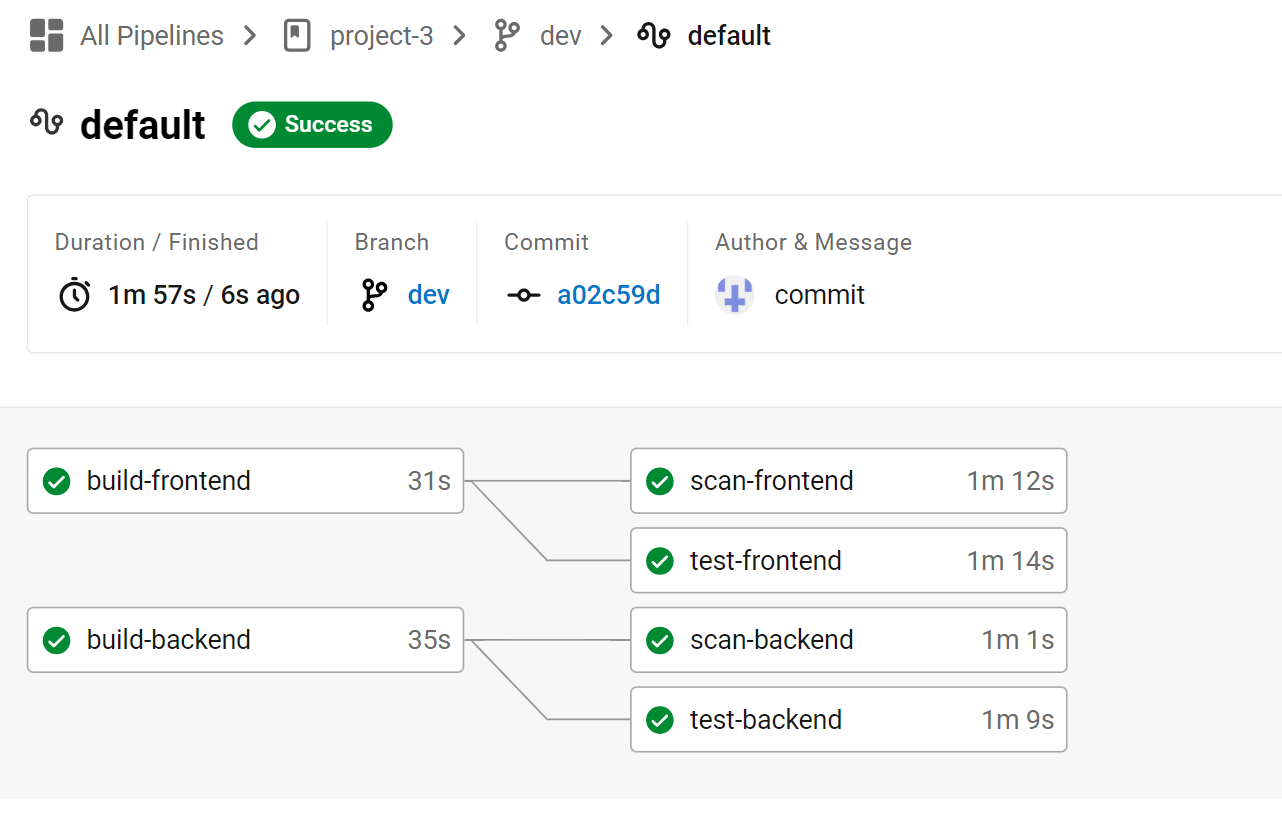 All Pipelines > project-3 > dev > default
default Success
Duration / Finished Branch Commit Author & Message
1m 57s / 6s ago dev a02c59d commit
build-frontend 31s scan-frontend 1m 12s
test-frontend 1m 14s
build-backend 35s scan-backend 1m 1s
test-backend 1m 9s